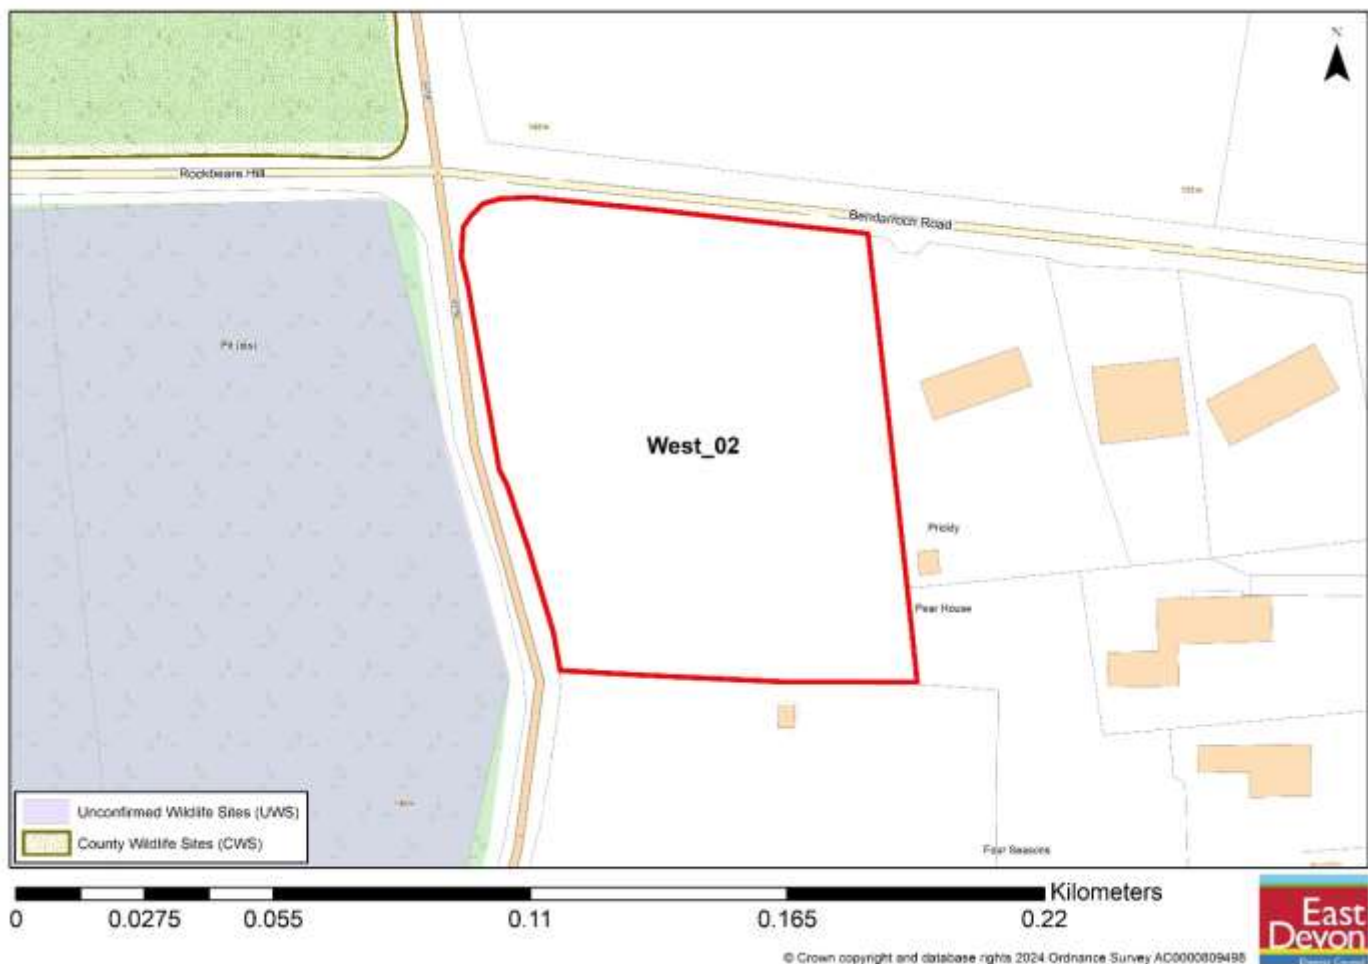 N
Rockbeare Hill
Bendarroch Road
West_02
Prickly
Pear House
Four Seasons
Unconfirmed Wildlife Sites (UWS)
County Wildlife Sites (CWS)
Kilometers
0 0.0275 0.055 0.11 0.165 0.22
East
Devon
© Crown copyright and database rights 2024 Ordnance Survey AC0000809498